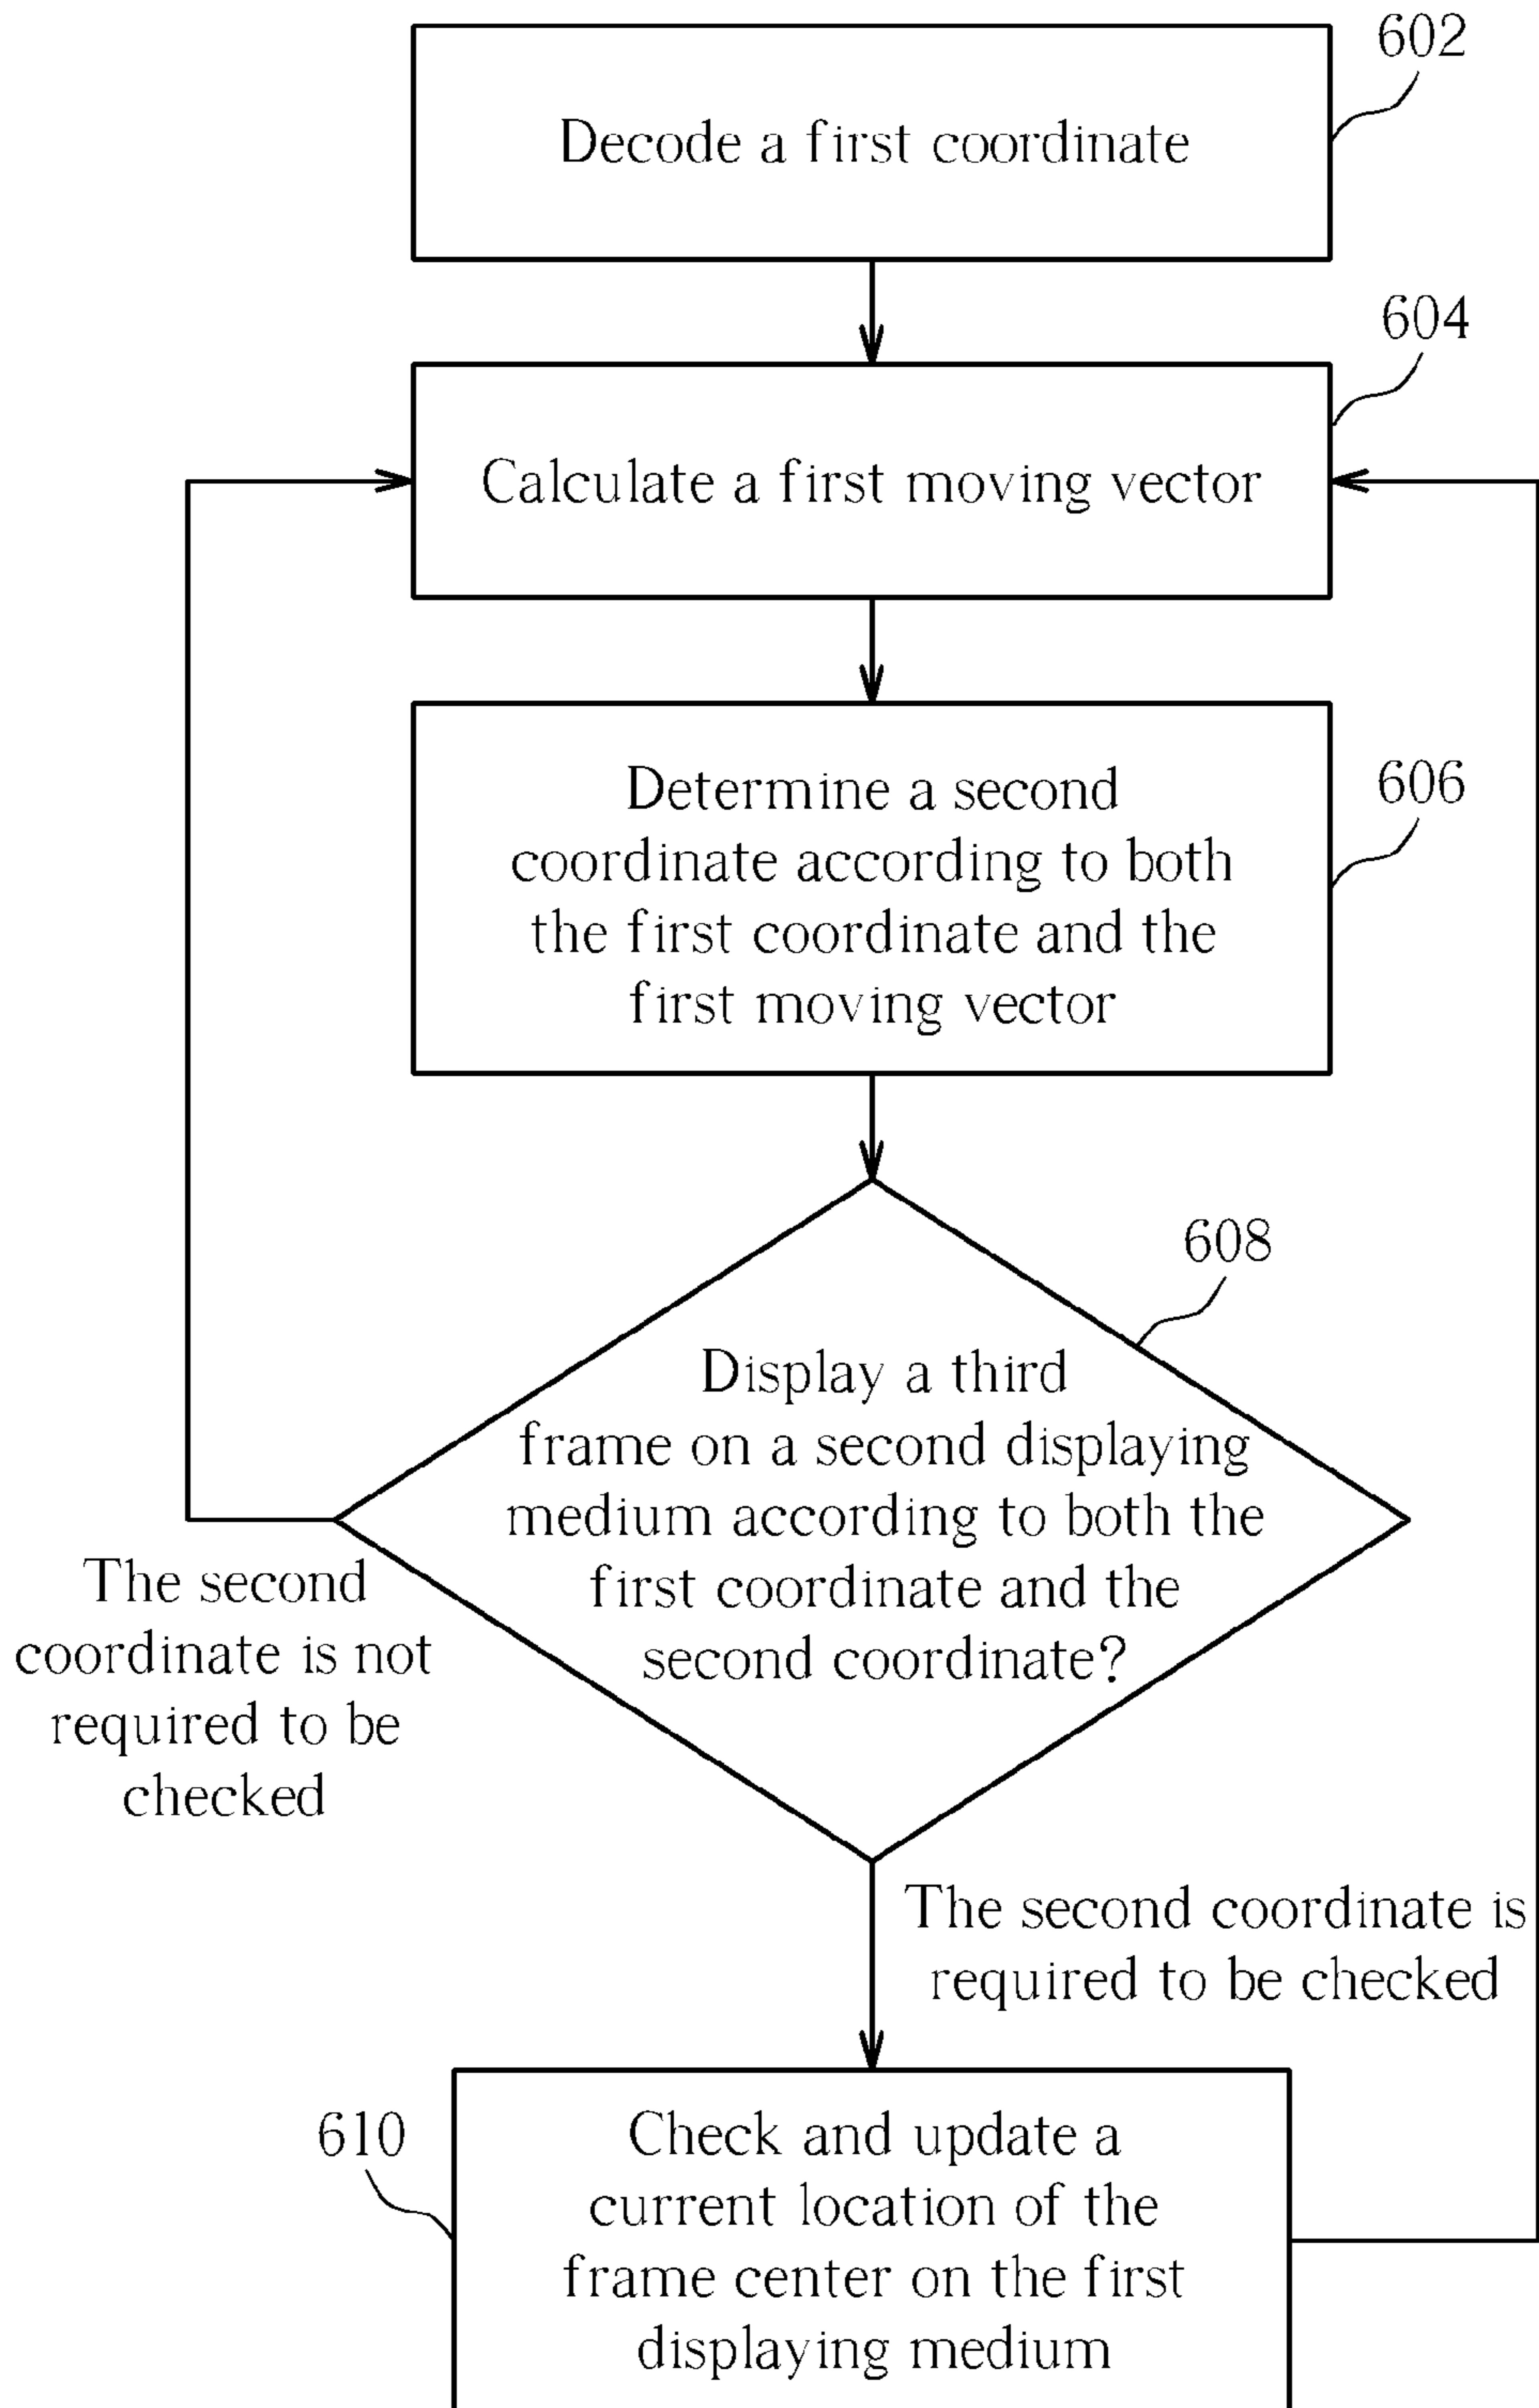 602
Decode a first coordinate
604
Calculate a first moving vector
606
Determine a second
coordinate according to both
the first coordinate and the
first moving vector
608
Display a third
frame on a second displaying
medium according to both the
first coordinate and the
second coordinate?
The second
coordinate is not
required to be
checked
The second coordinate is
required to be checked
610
Check and update a
current location of the
frame center on the first
displaying medium